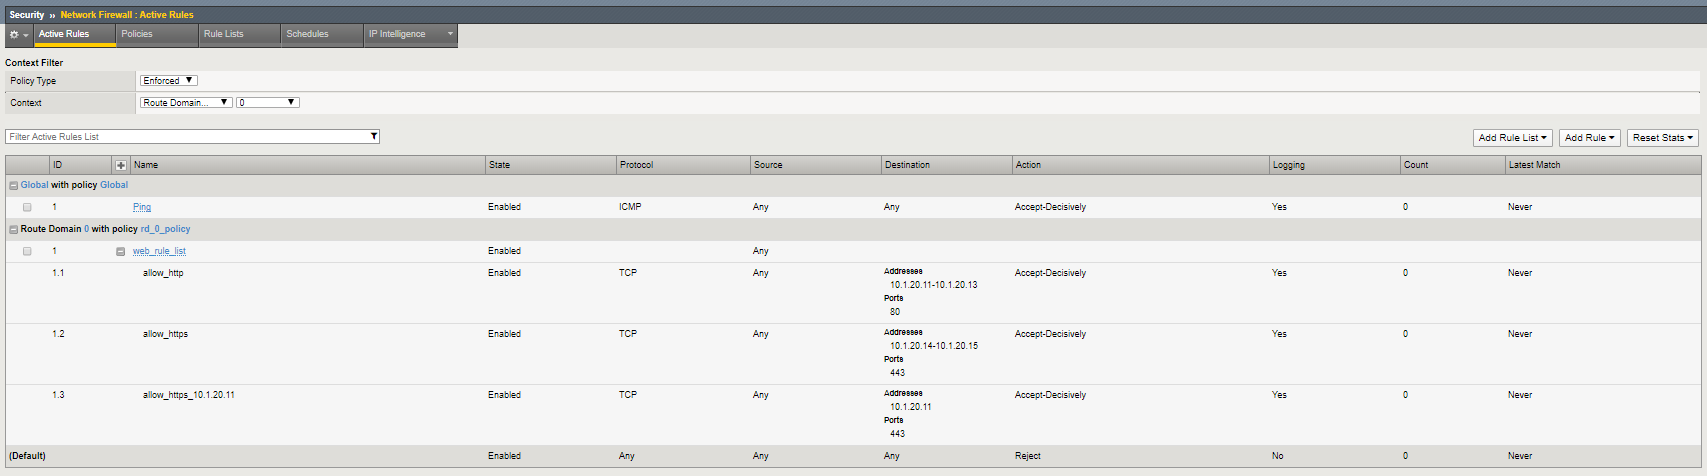 Security » Network Firewall : Active Rules
Active Rules Policies Rule Lists Schedules IP Intelligence
Context Filter
Policy Type Enforced
Context Route Domain... 0
Filter Active Rules List Add Rule List Add Rule Reset Stats
ID Name State Protocol Source Destination Action Logging Count Latest Match
Global with policy Global
1 Ping Enabled ICMP Any Any Accept-Decisively Yes 0 Never
Route Domain 0 with policy rd_0_policy
1 web_rule_list Enabled Any
1.1 allow_http Enabled TCP Any Addresses Accept-Decisively Yes 0 Never
10.1.20.11-10.1.20.13
Ports
80
1.2 allow_https Enabled TCP Any Addresses Accept-Decisively Yes 0 Never
10.1.20.14-10.1.20.15
Ports
443
1.3 allow_https_10.1.20.11 Enabled TCP Any Addresses Accept-Decisively Yes 0 Never
10.1.20.11
Ports
443
(Default) Enabled Any Any Any Reject No 0 Never